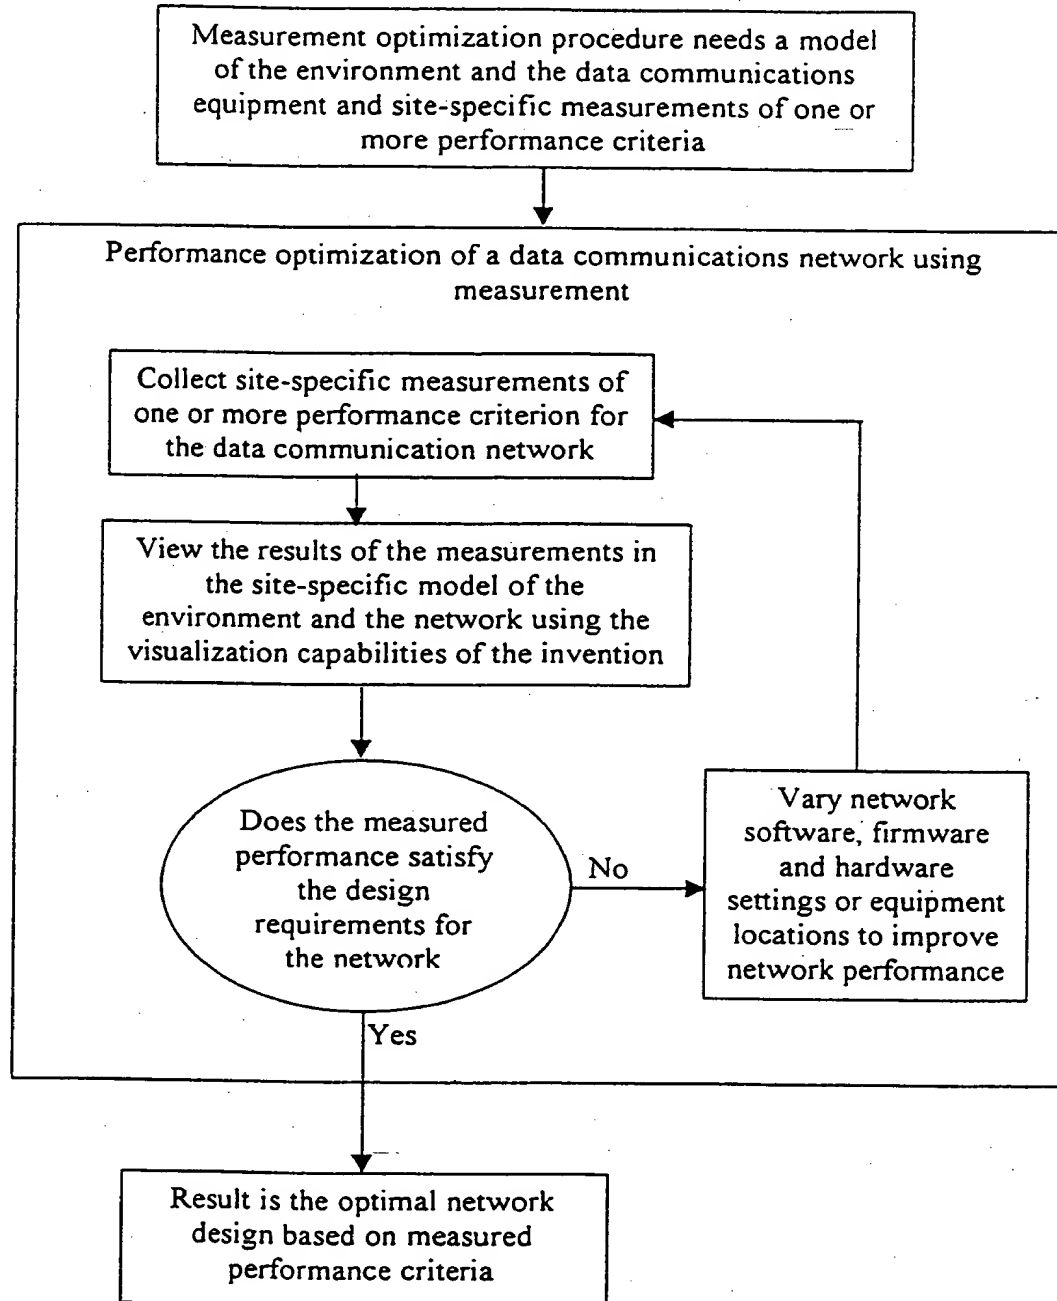 Measurement optimization procedure needs a model
of the environment and the data communications
equipment and site-specific measurements of one or
more performance criteria
Performance optimization of a data communications network using
measurement
Collect site-specific measurements of
one or more performance criterion for
the data communication network
View the results of the measurements in
the site-specific model of the
environment and the network using the
visualization capabilities of the invention
Does the measured
performance satisfy
the design
requirements for
the network
No
Vary network
software, firmware
and hardware
settings or equipment
locations to improve
network performance
Yes
Result is the optimal network
design based on measured
performance criteria